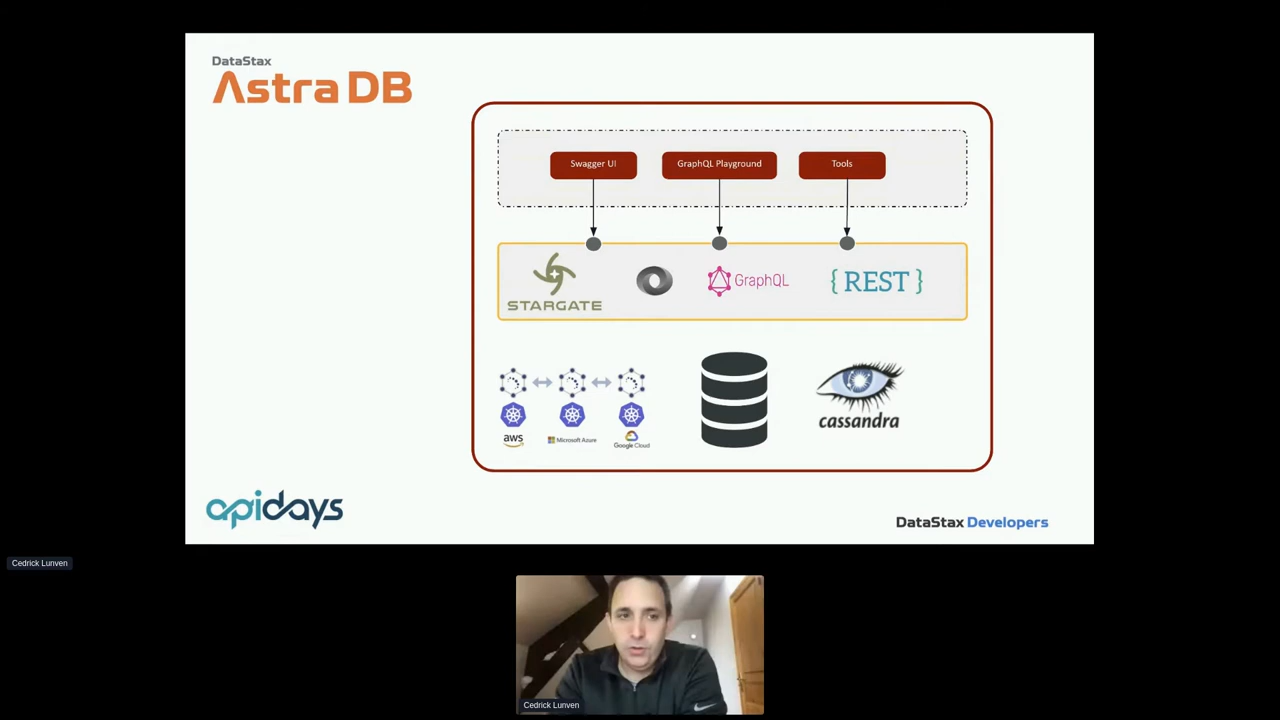 DataStax
Astra DB
Swagger UI
GraphQL Playground
Tools
STARGATE
GraphQL
{ REST }
aws
Microsoft Azure
Google Cloud
cassandra
apidays
DataStax Developers
Cedrick Lunven
Cedrick Lunven